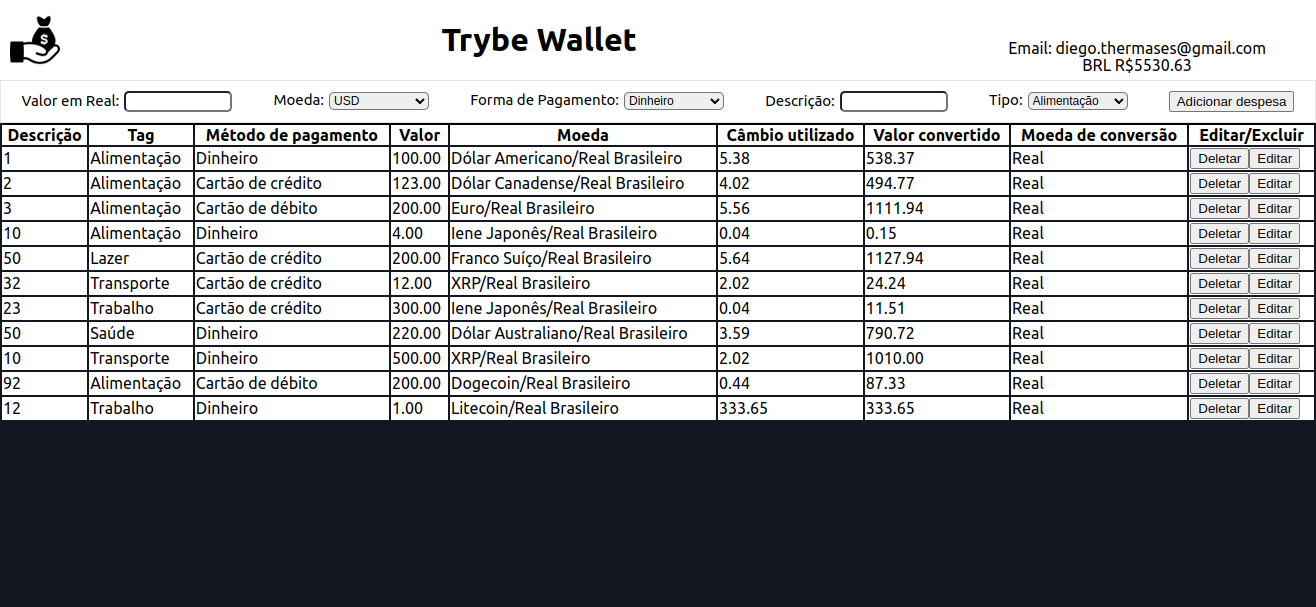 $
Trybe Wallet
Email: diego.thermases@gmail.com
BRL R$5530.63
Valor em Real: Moeda: USD Forma de Pagamento: Dinheiro Descrição: Tipo: Alimentação Adicionar despesa
Descrição Tag Método de pagamento Valor Moeda Câmbio utilizado Valor convertido Moeda de conversão Editar/Excluir
1 Alimentação Dinheiro 100.00 Dólar Americano/Real Brasileiro 5.38 538.37 Real Deletar Editar
2 Alimentação Cartão de crédito 123.00 Dólar Canadense/Real Brasileiro 4.02 494.77 Real Deletar Editar
3 Alimentação Cartão de débito 200.00 Euro/Real Brasileiro 5.56 1111.94 Real Deletar Editar
10 Alimentação Dinheiro 4.00 Iene Japonês/Real Brasileiro 0.04 0.15 Real Deletar Editar
50 Lazer Cartão de crédito 200.00 Franco Suíço/Real Brasileiro 5.64 1127.94 Real Deletar Editar
32 Transporte Cartão de crédito 12.00 XRP/Real Brasileiro 2.02 24.24 Real Deletar Editar
23 Trabalho Cartão de crédito 300.00 Iene Japonês/Real Brasileiro 0.04 11.51 Real Deletar Editar
50 Saúde Dinheiro 220.00 Dólar Australiano/Real Brasileiro 3.59 790.72 Real Deletar Editar
10 Transporte Dinheiro 500.00 XRP/Real Brasileiro 2.02 1010.00 Real Deletar Editar
92 Alimentação Cartão de débito 200.00 Dogecoin/Real Brasileiro 0.44 87.33 Real Deletar Editar
12 Trabalho Dinheiro 1.00 Litecoin/Real Brasileiro 333.65 333.65 Real Deletar Editar